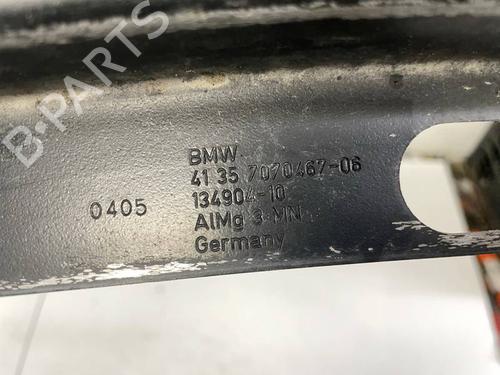 B-PARTS
BMW
41 35 7070467-06
134904-10
0405
AlMg 3-MN
Germany